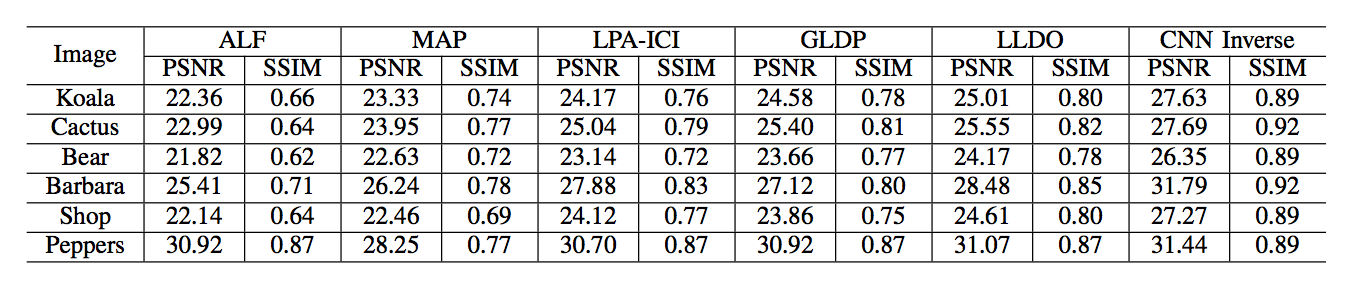 Image ALF MAP LPA-ICI GLDP LLDO CNN Inverse
PSNR SSIM PSNR SSIM PSNR SSIM PSNR SSIM PSNR SSIM PSNR SSIM
Koala 22.36 0.66 23.33 0.74 24.17 0.76 24.58 0.78 25.01 0.80 27.63 0.89
Cactus 22.99 0.64 23.95 0.77 25.04 0.79 25.40 0.81 25.55 0.82 27.69 0.92
Bear 21.82 0.62 22.63 0.72 23.14 0.72 23.66 0.77 24.17 0.78 26.35 0.89
Barbara 25.41 0.71 26.24 0.78 27.88 0.83 27.12 0.80 28.48 0.85 31.79 0.92
Shop 22.14 0.64 22.46 0.69 24.12 0.77 23.86 0.75 24.61 0.80 27.27 0.89
Peppers 30.92 0.87 28.25 0.77 30.70 0.87 30.92 0.87 31.07 0.87 31.44 0.89